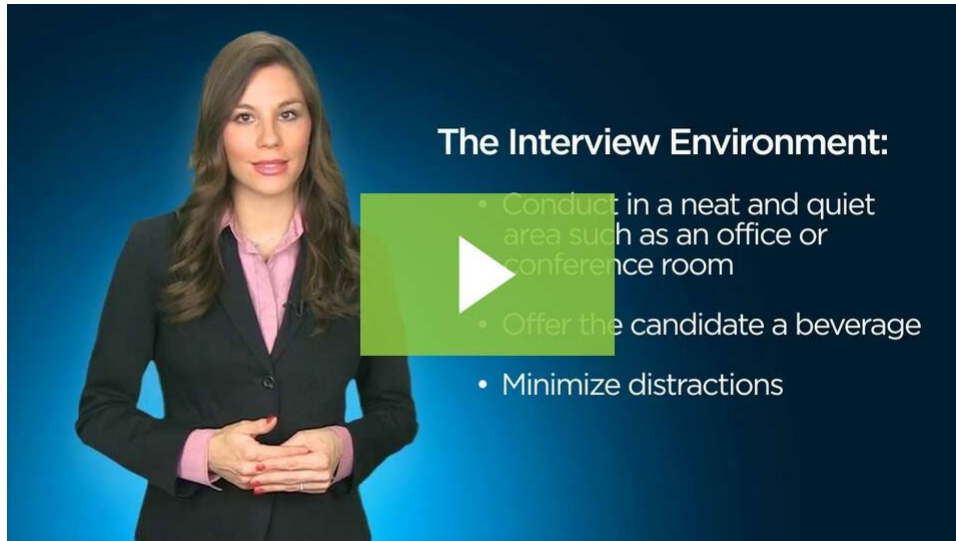 The Interview Environment:
• Conduct in a neat and quiet
area such as an office or
conference room
• Offer the candidate a beverage
• Minimize distractions